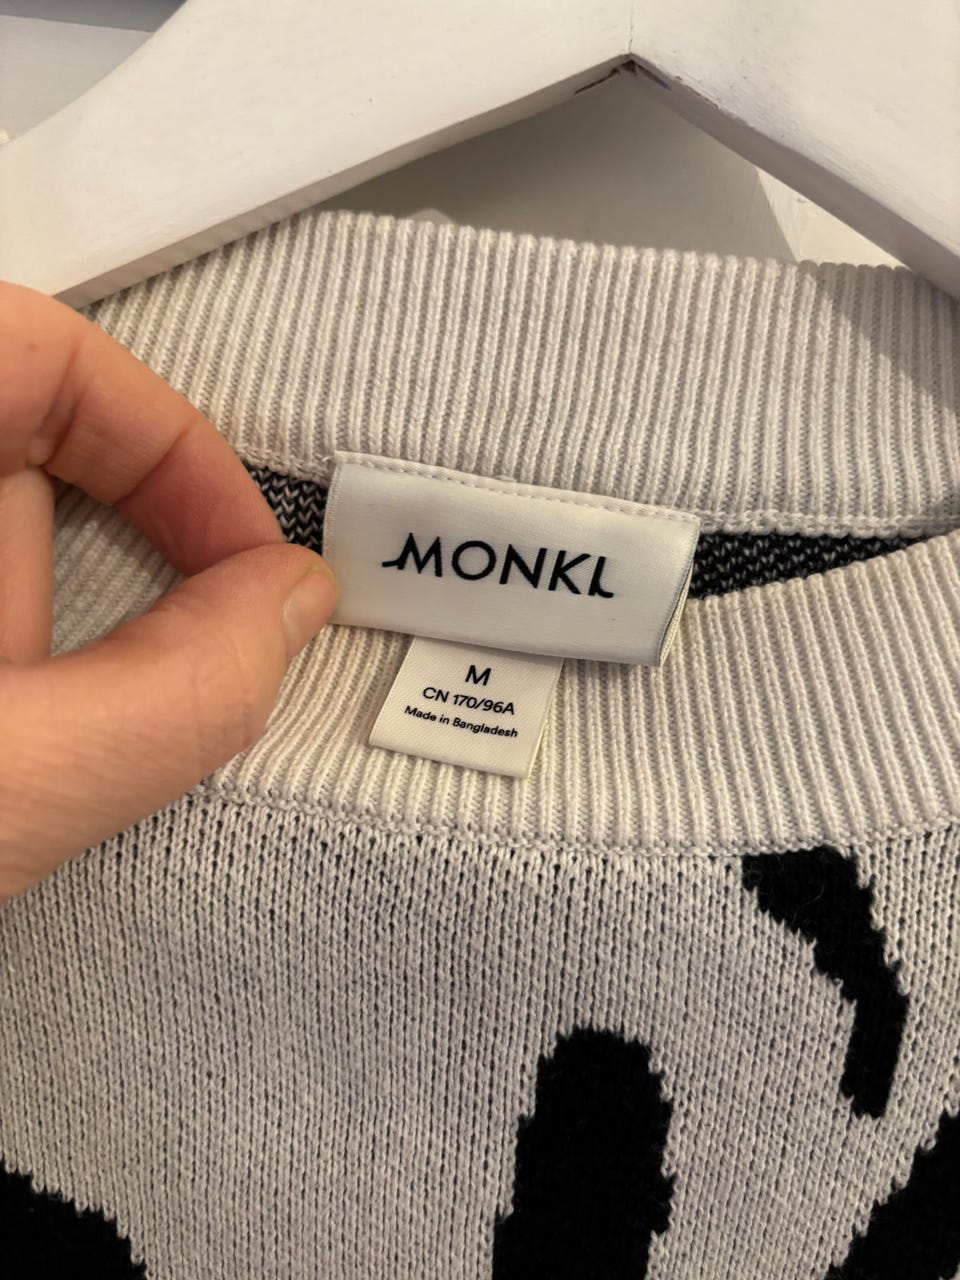 MONKI
M
CN 170/96A
Made in Bangladesh